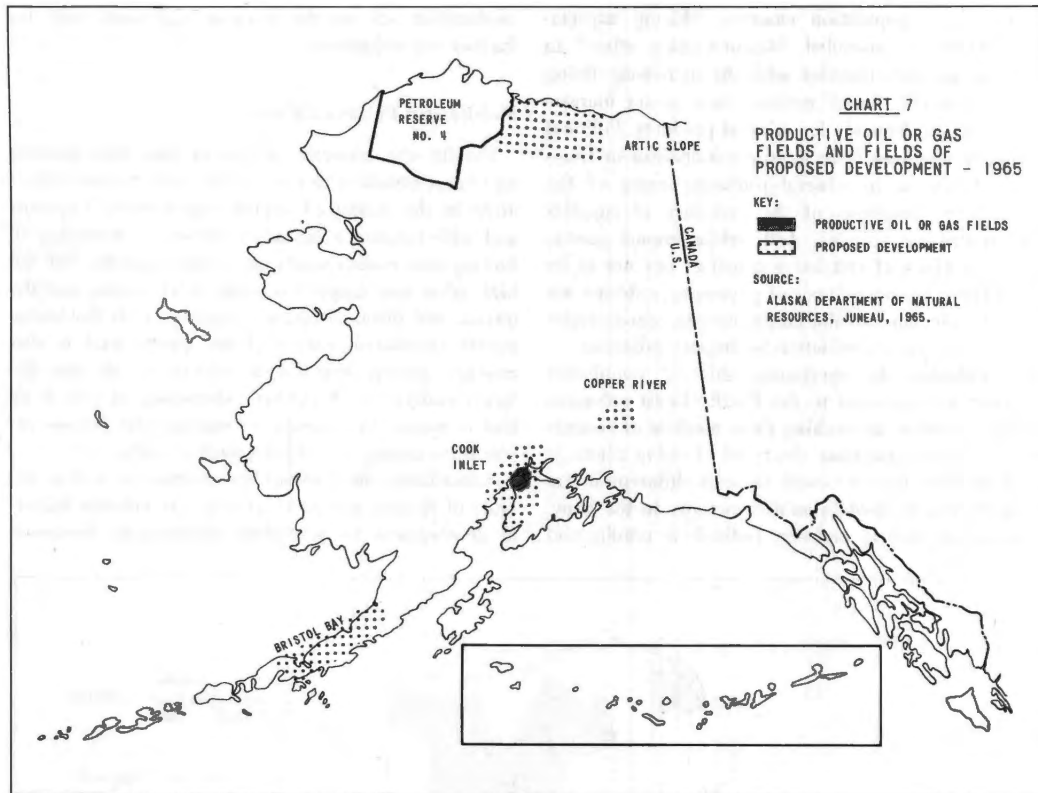 PETROLEUM
RESERVE
NO. 4
ARTIC SLOPE
CHART 7
PRODUCTIVE OIL OR GAS
FIELDS AND FIELDS OF
PROPOSED DEVELOPMENT - 1965
KEY:
PRODUCTIVE OIL OR GAS FIELDS
PROPOSED DEVELOPMENT
SOURCE:
ALASKA DEPARTMENT OF NATURAL
RESOURCES, JUNEAU, 1965.
CANADA
U.S.
COPPER RIVER
COOK
INLET
BRISTOL BAY